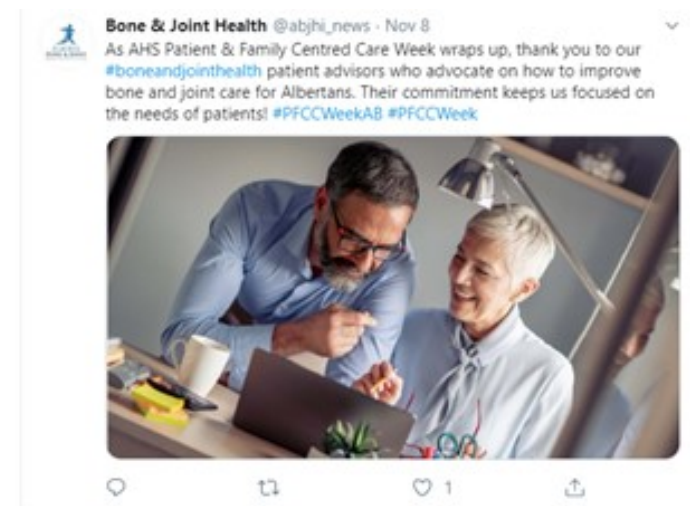 Bone & Joint Health @abjhi_news · Nov 8
As AHS Patient & Family Centred Care Week wraps up, thank you to our
#boneandjointhealth patient advisors who advocate on how to improve
bone and joint care for Albertans. Their commitment keeps us focused on
the needs of patients! #PFCCWeekAB #PFCCWeek
1